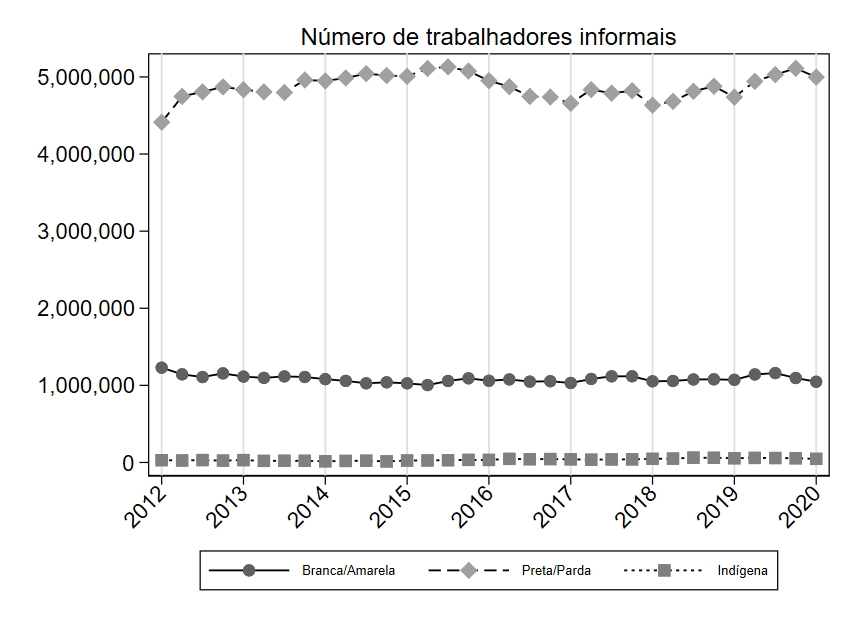 Número de trabalhadores informais
5,000,000
4,000,000
3,000,000
2,000,000
1,000,000
0
2012 2013 2014 2015 2016 2017 2018 2019 2020
Branca/Amarela Preta/Parda Indígena